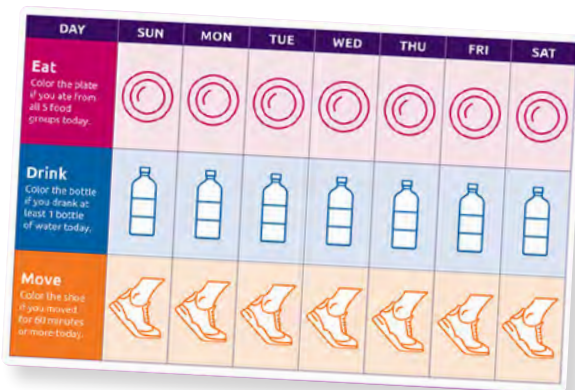 DAY SUN MON TUE WED THU FRI SAT
Eat
Color the plate
if you ate from
all 5 food
groups today.
Drink
Color the bottle
if you drank at
least 1 bottle
of water today.
Move
Color the shoe
if you moved
for 60 minutes
or more today.